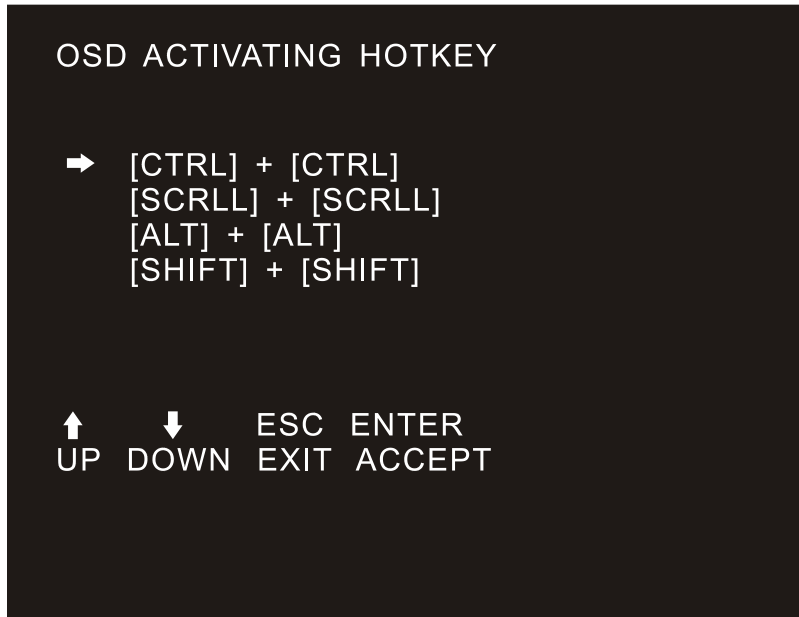 OSD ACTIVATING HOTKEY
➡ [CTRL] + [CTRL]
[SCRLL] + [SCRLL]
[ALT] + [ALT]
[SHIFT] + [SHIFT]
⬆ ⬇ ESC ENTER
UP DOWN EXIT ACCEPT